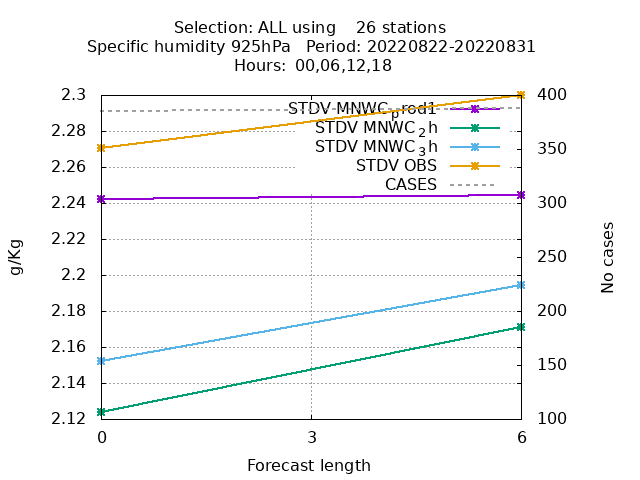 Selection: ALL using    26 stations
Specific humidity 925hPa   Period: 20220822-20220831
Hours: 00,06,12,18
2.3
2.28
2.26
2.24
2.22
2.2
2.18
2.16
2.14
2.12
400
350
300
250
200
150
100
STDV MNWC_prod1
STDV MNWC_2h
STDV MNWC_3h
STDV OBS
CASES
g/Kg
No cases
0
3
6
Forecast length